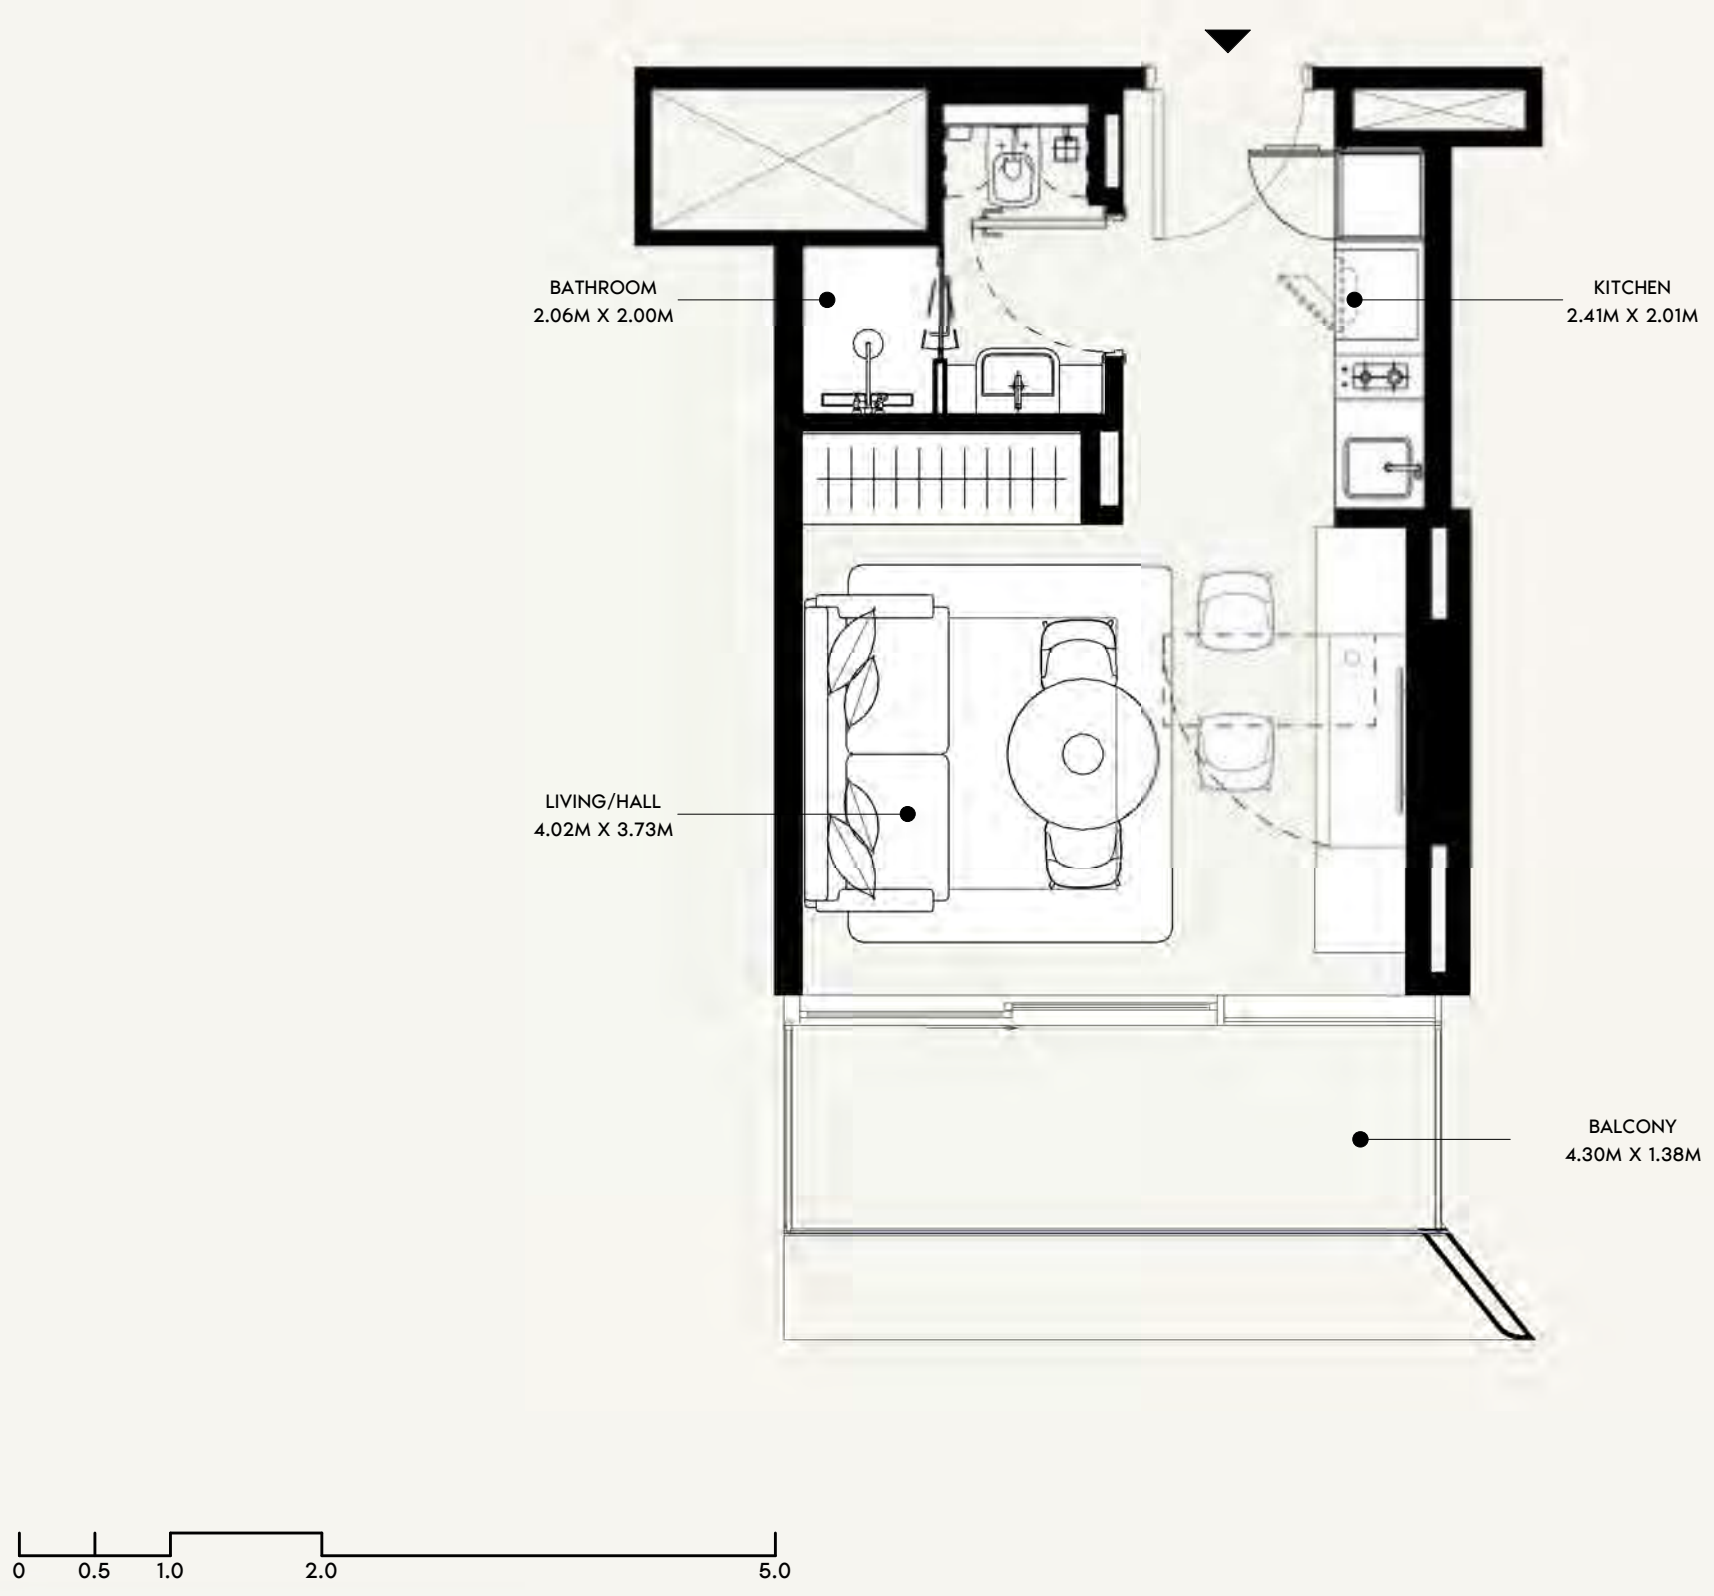 BATHROOM
2.06M X 2.00M
KITCHEN
2.41M X 2.01M
LIVING/HALL
4.02M X 3.73M
BALCONY
4.30M X 1.38M
0 0.5 1.0 2.0 5.0